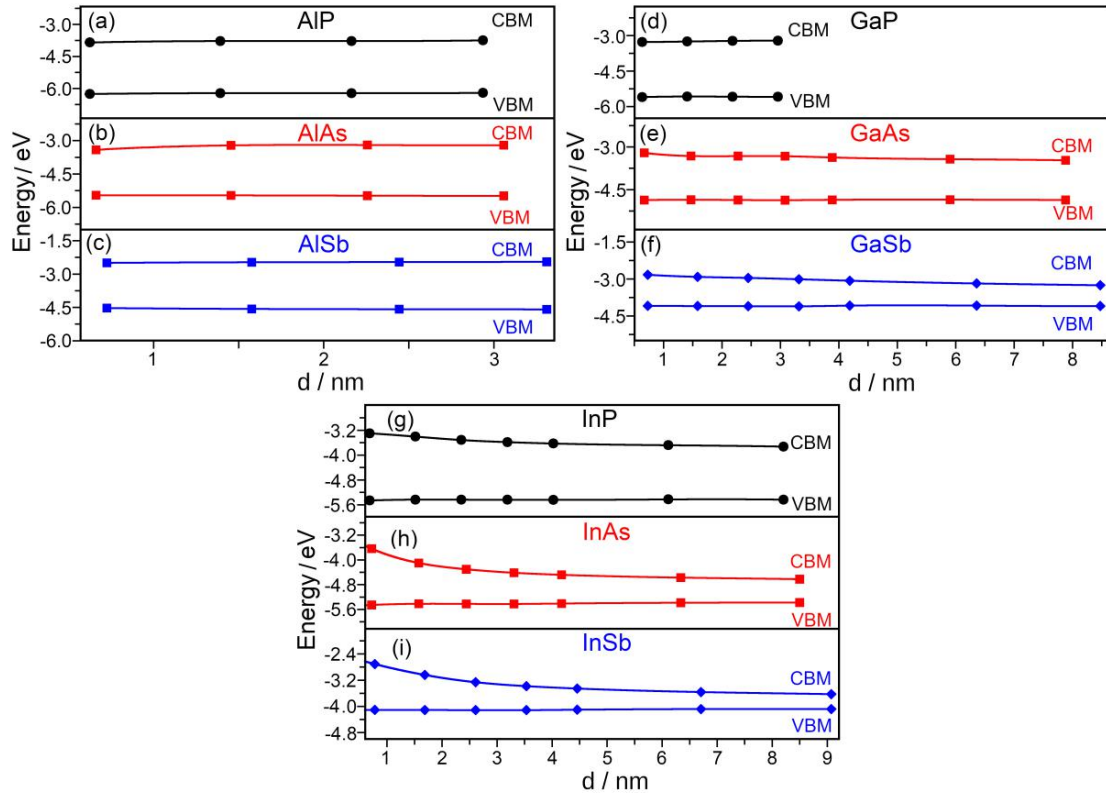 (a) AlP CBM
-3.0
-6.0
VBM
(b) AlAs CBM
-3.0
-6.0
VBM
(c) AlSb
-1.5
CBM
-3.0
-4.5
VBM
-6.0
Energy / eV
1 2 3
d / nm
(d) GaP
CBM
-3.0
-4.5
-6.0
VBM
(e) GaAs
CBM
-3.0
-4.5
VBM
(f) GaSb
-1.5
CBM
-3.0
-4.5
VBM
Energy / eV
1 2 3 4 5 6 7 8
d / nm
(g) InP
-3.2
CBM
-4.0
-4.8
-5.6
VBM
(h) InAs
-3.2
-4.0
CBM
-4.8
-5.6
VBM
(i) InSb
-2.4
-3.2
CBM
-4.0
VBM
-4.8
Energy / eV
1 2 3 4 5 6 7 8 9
d / nm